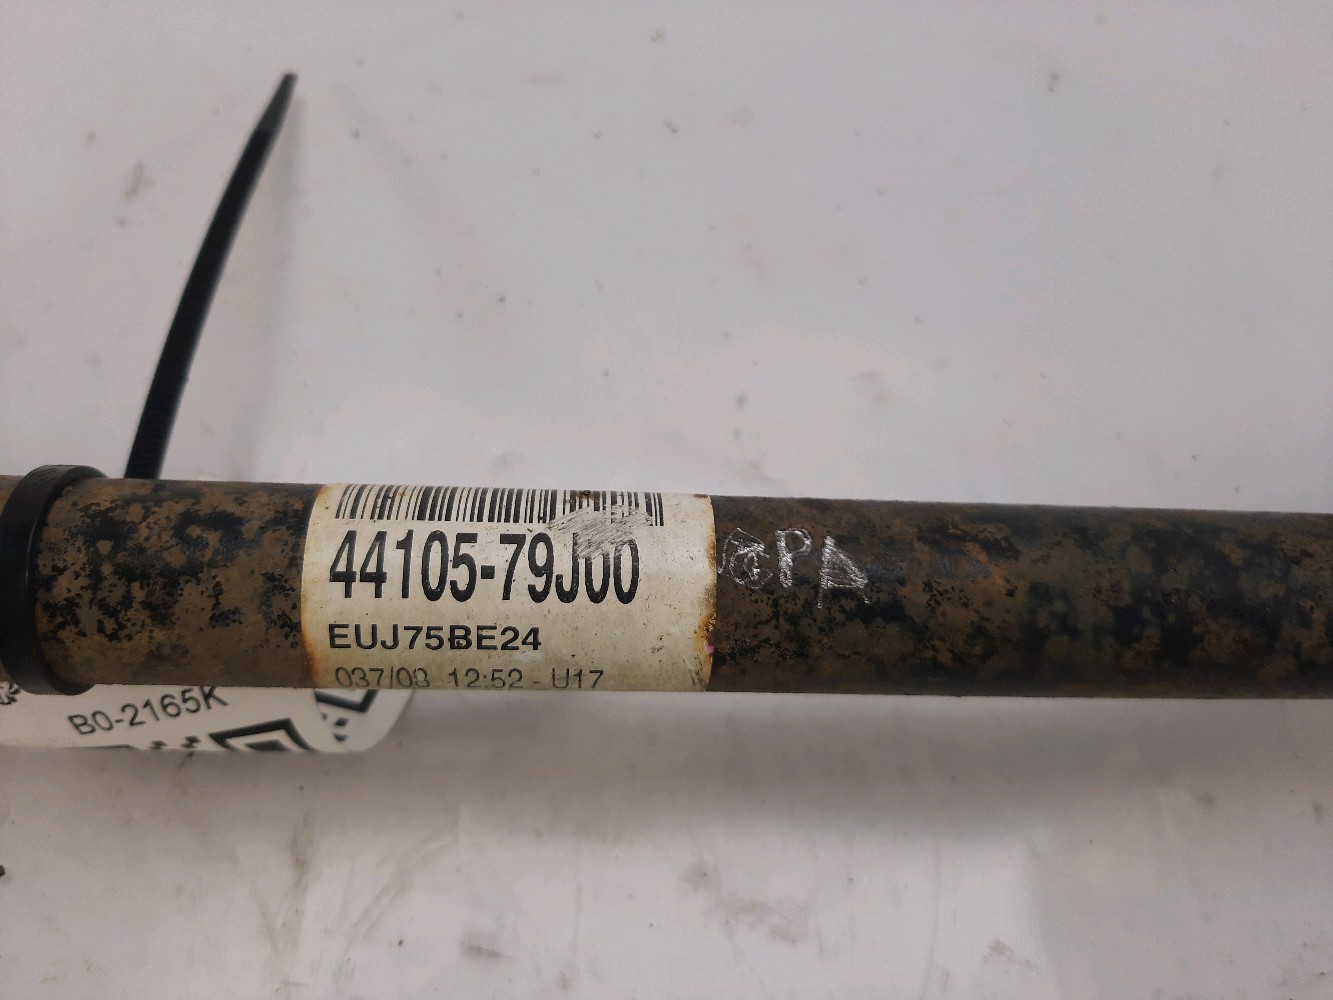 44105-79J00
EUJ75BE24
037/08 12:52 - U17
B0-2165K